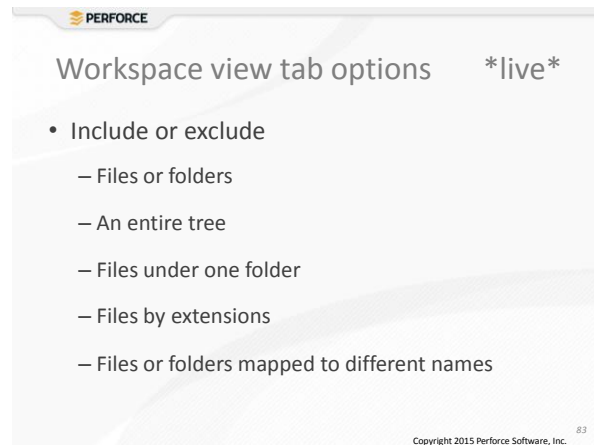 PERFORCE
Workspace view tab options *live*
• Include or exclude
– Files or folders
– An entire tree
– Files under one folder
– Files by extensions
– Files or folders mapped to different names
83
Copyright 2015 Perforce Software, Inc.